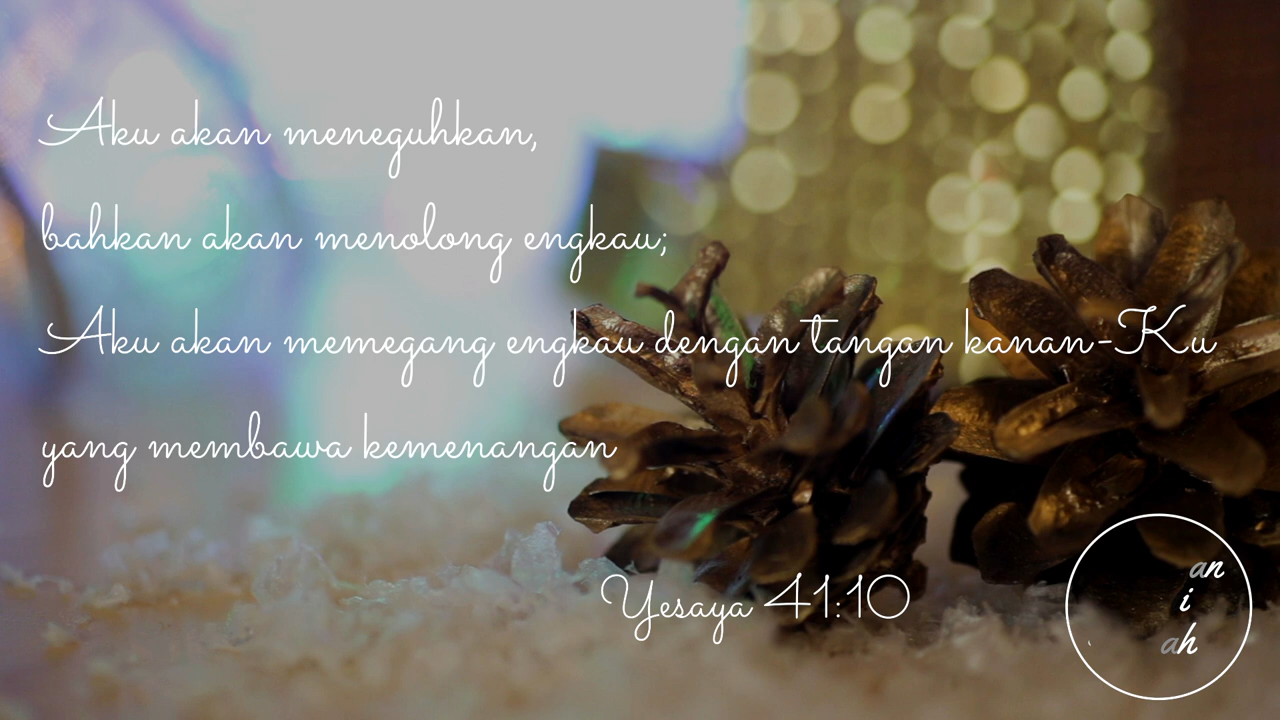 Aku akan meneguhkan,
bahkan akan menolong engkau;
Aku akan memegang engkau dengan tangan kanan-Ku
yang membawa kemenangan
Yesaya 41:10
an
i
ah